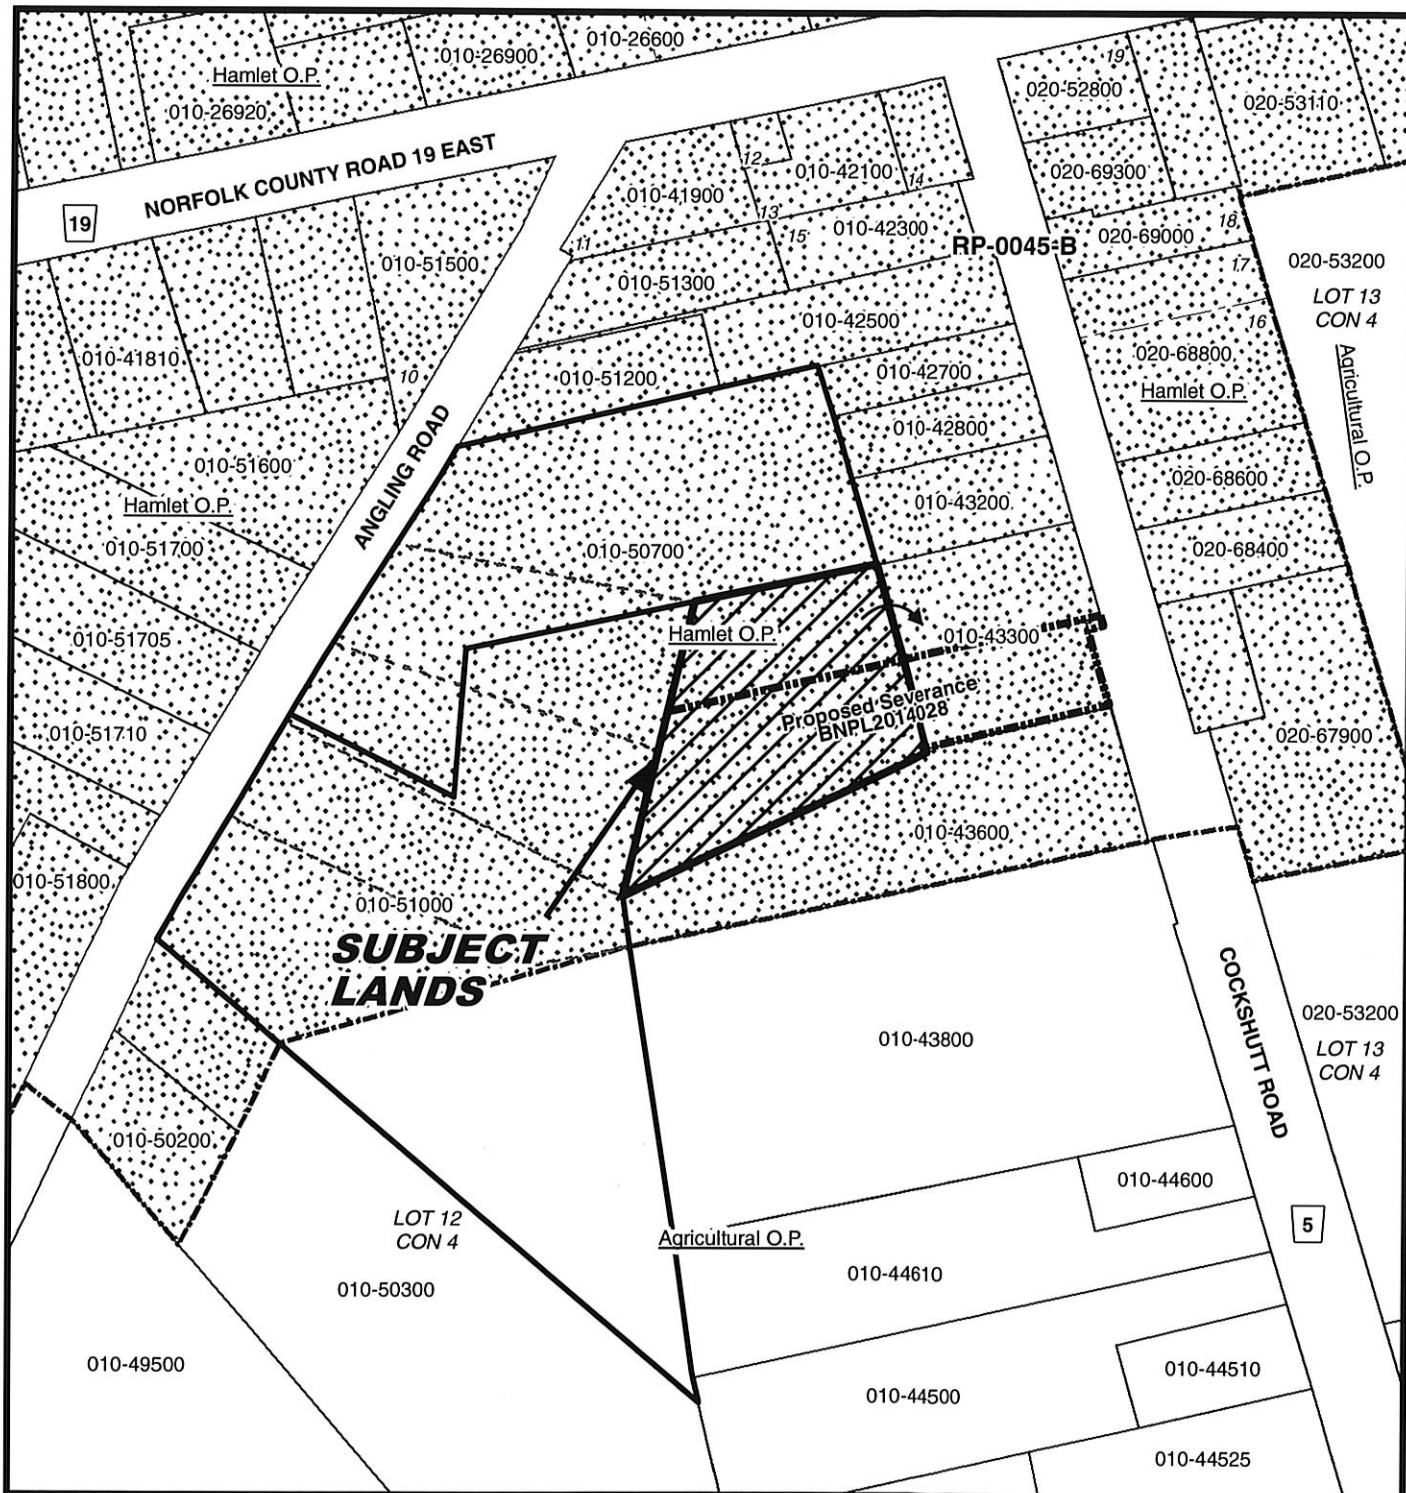 010-26600
010-26900
Hamlet O.P.
010-26920
NORFOLK COUNTY ROAD 19 EAST
19
19
020-52800
020-53110
020-69300
12
010-42100
14
010-41900
13
15
010-42300
RP-0045-B
020-69000
18
17
16
020-53200
LOT 13
CON 4
Agricultural O.P.
11
010-51500
010-51300
010-42500
010-41810
10
010-51200
010-42700
020-68800
Hamlet O.P.
010-42800
010-51600
Hamlet O.P.
ANGLING ROAD
010-43200
020-68600
010-51700
010-50700
020-68400
010-51705
Hamlet O.P.
010-43300
010-51710
Proposed Severance
BNPL2014028
020-67900
010-43600
010-51800
010-51000
SUBJECT
LANDS
COCKSHUTT ROAD
020-53200
LOT 13
CON 4
010-43800
010-50200
010-44600
LOT 12
CON 4
Agricultural O.P.
5
010-44610
010-50300
010-49500
010-44510
010-44500
010-44525